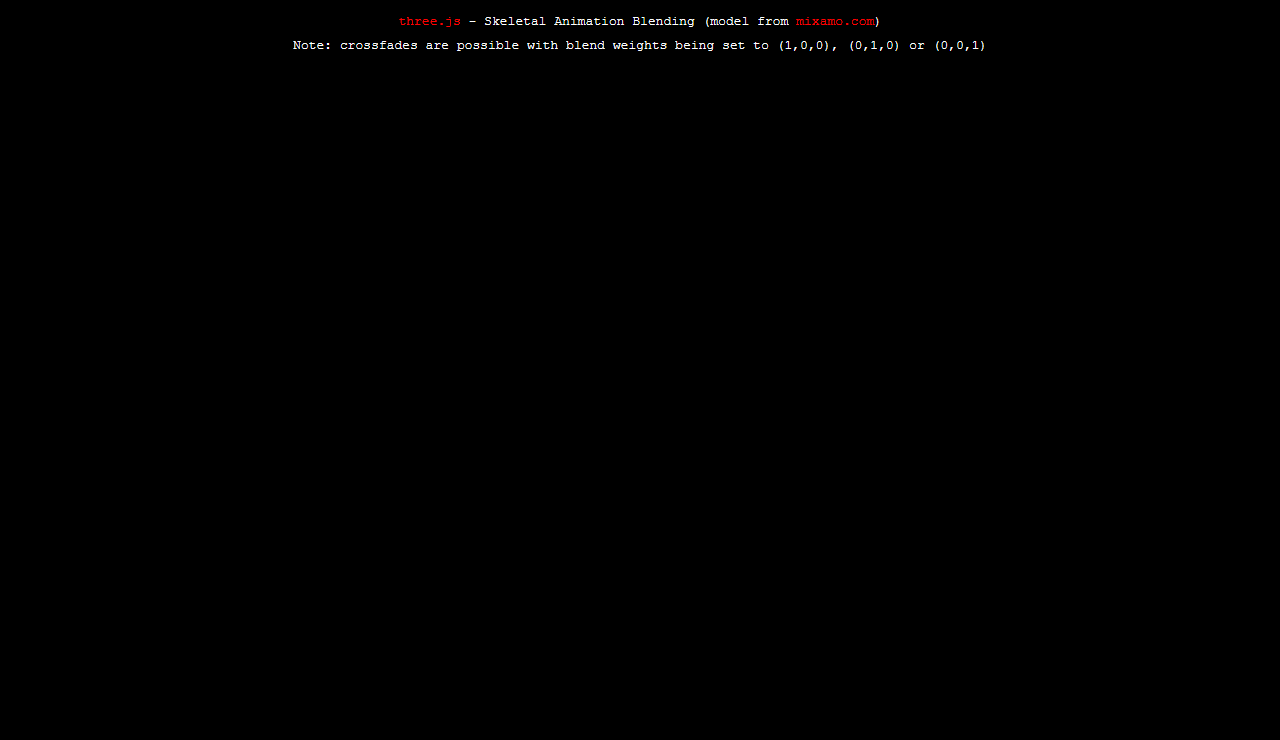 three.js - Skeletal Animation Blending (model from mixamo.com)
Note: crossfades are possible with blend weights being set to (1,0,0), (0,1,0) or (0,0,1)